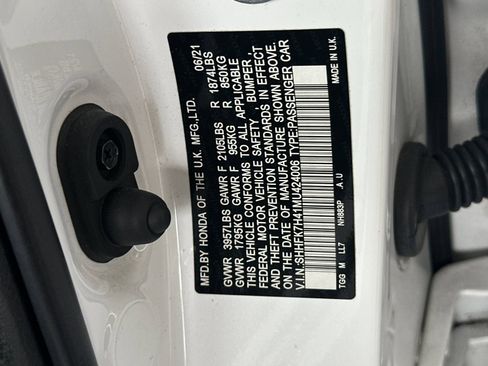 MFD.BY HONDA OF THE U.K. MFG.,LTD. 06/21
GVWR 3957LBS GAWR F 2105LBS R 1874LBS
GVWR 1795KG GAWR F 955KG R 850KG
THIS VEHICLE CONFORMS TO ALL APPLICABLE
FEDERAL MOTOR VEHICLE SAFETY , BUMPER ,
AND THEFT PREVENTION STANDARDS IN EFFECT
ON THE DATE OF MANUFACTURE SHOWN ABOVE.
V.I.N.:SHHFK7H41MU424006 TYPE:PASSENGER CAR
TGG M LL7 NH883P A . U MADE IN U.K.